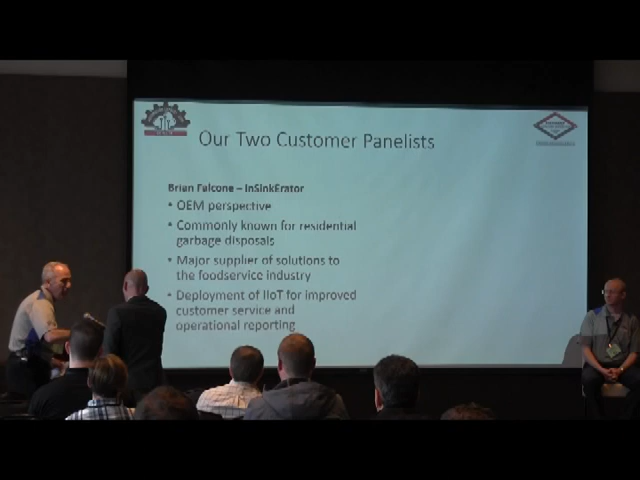 Our Two Customer Panelists
Brian Falcone – InSinkErator
• OEM perspective
• Commonly known for residential
garbage disposals
• Major supplier of solutions to
the foodservice industry
• Deployment of IIoT for improved
customer service and
operational reporting